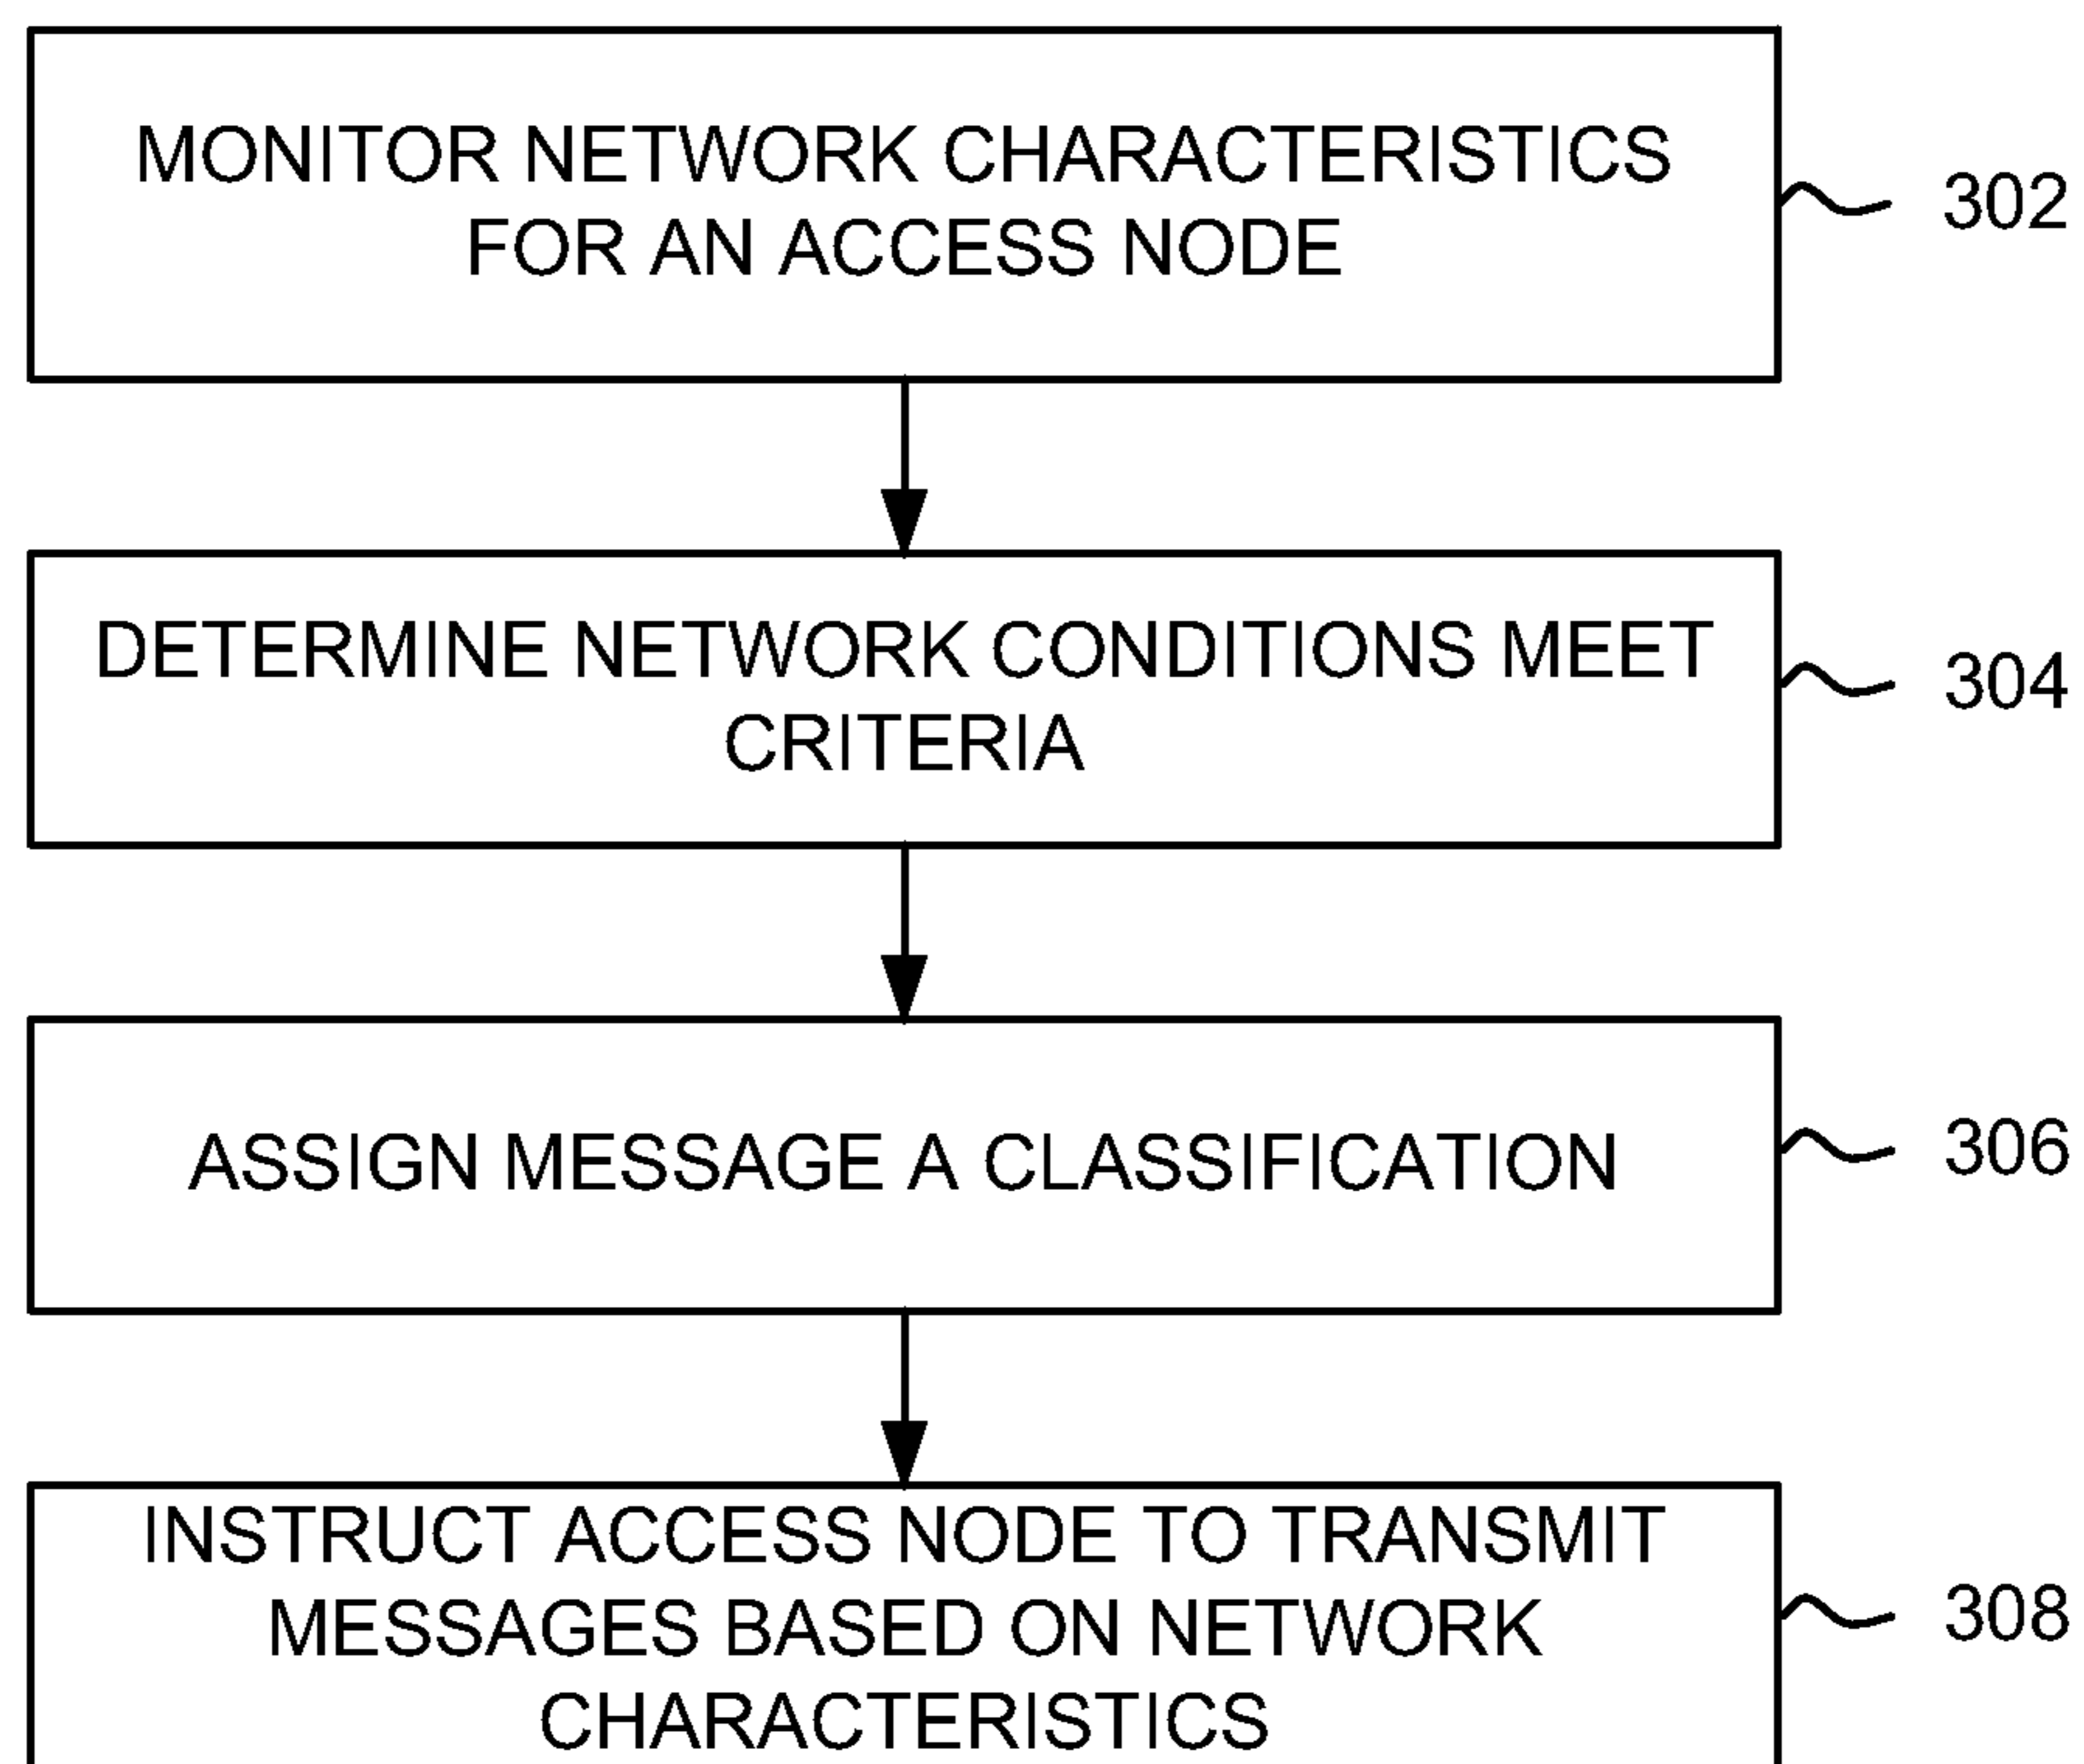 MONITOR NETWORK CHARACTERISTICS
FOR AN ACCESS NODE
302
DETERMINE NETWORK CONDITIONS MEET
CRITERIA
304
ASSIGN MESSAGE A CLASSIFICATION
306
INSTRUCT ACCESS NODE TO TRANSMIT
MESSAGES BASED ON NETWORK
CHARACTERISTICS
308